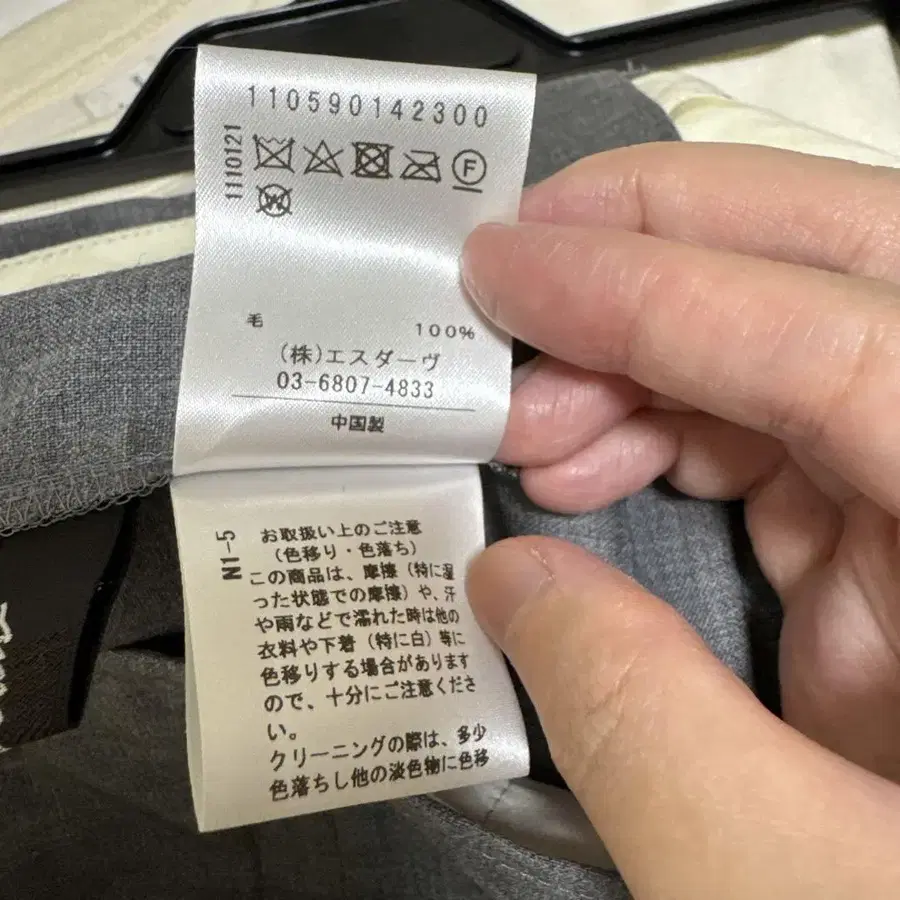 110590142300
1110121
F
W
毛 100%
(株)エスダーヴ
03-6807-4833
中国製
N1-5
お取扱い上のご注意
(色移り・色落ち)
この商品は、摩擦(特に湿
った状態での摩擦)や、汗
や雨などで濡れた時は他の
衣料や下着(特に白)等に
色移りする場合があります
ので、十分にご注意くださ
い。
クリーニングの際は、多少
色落ちし他の淡色物に色移